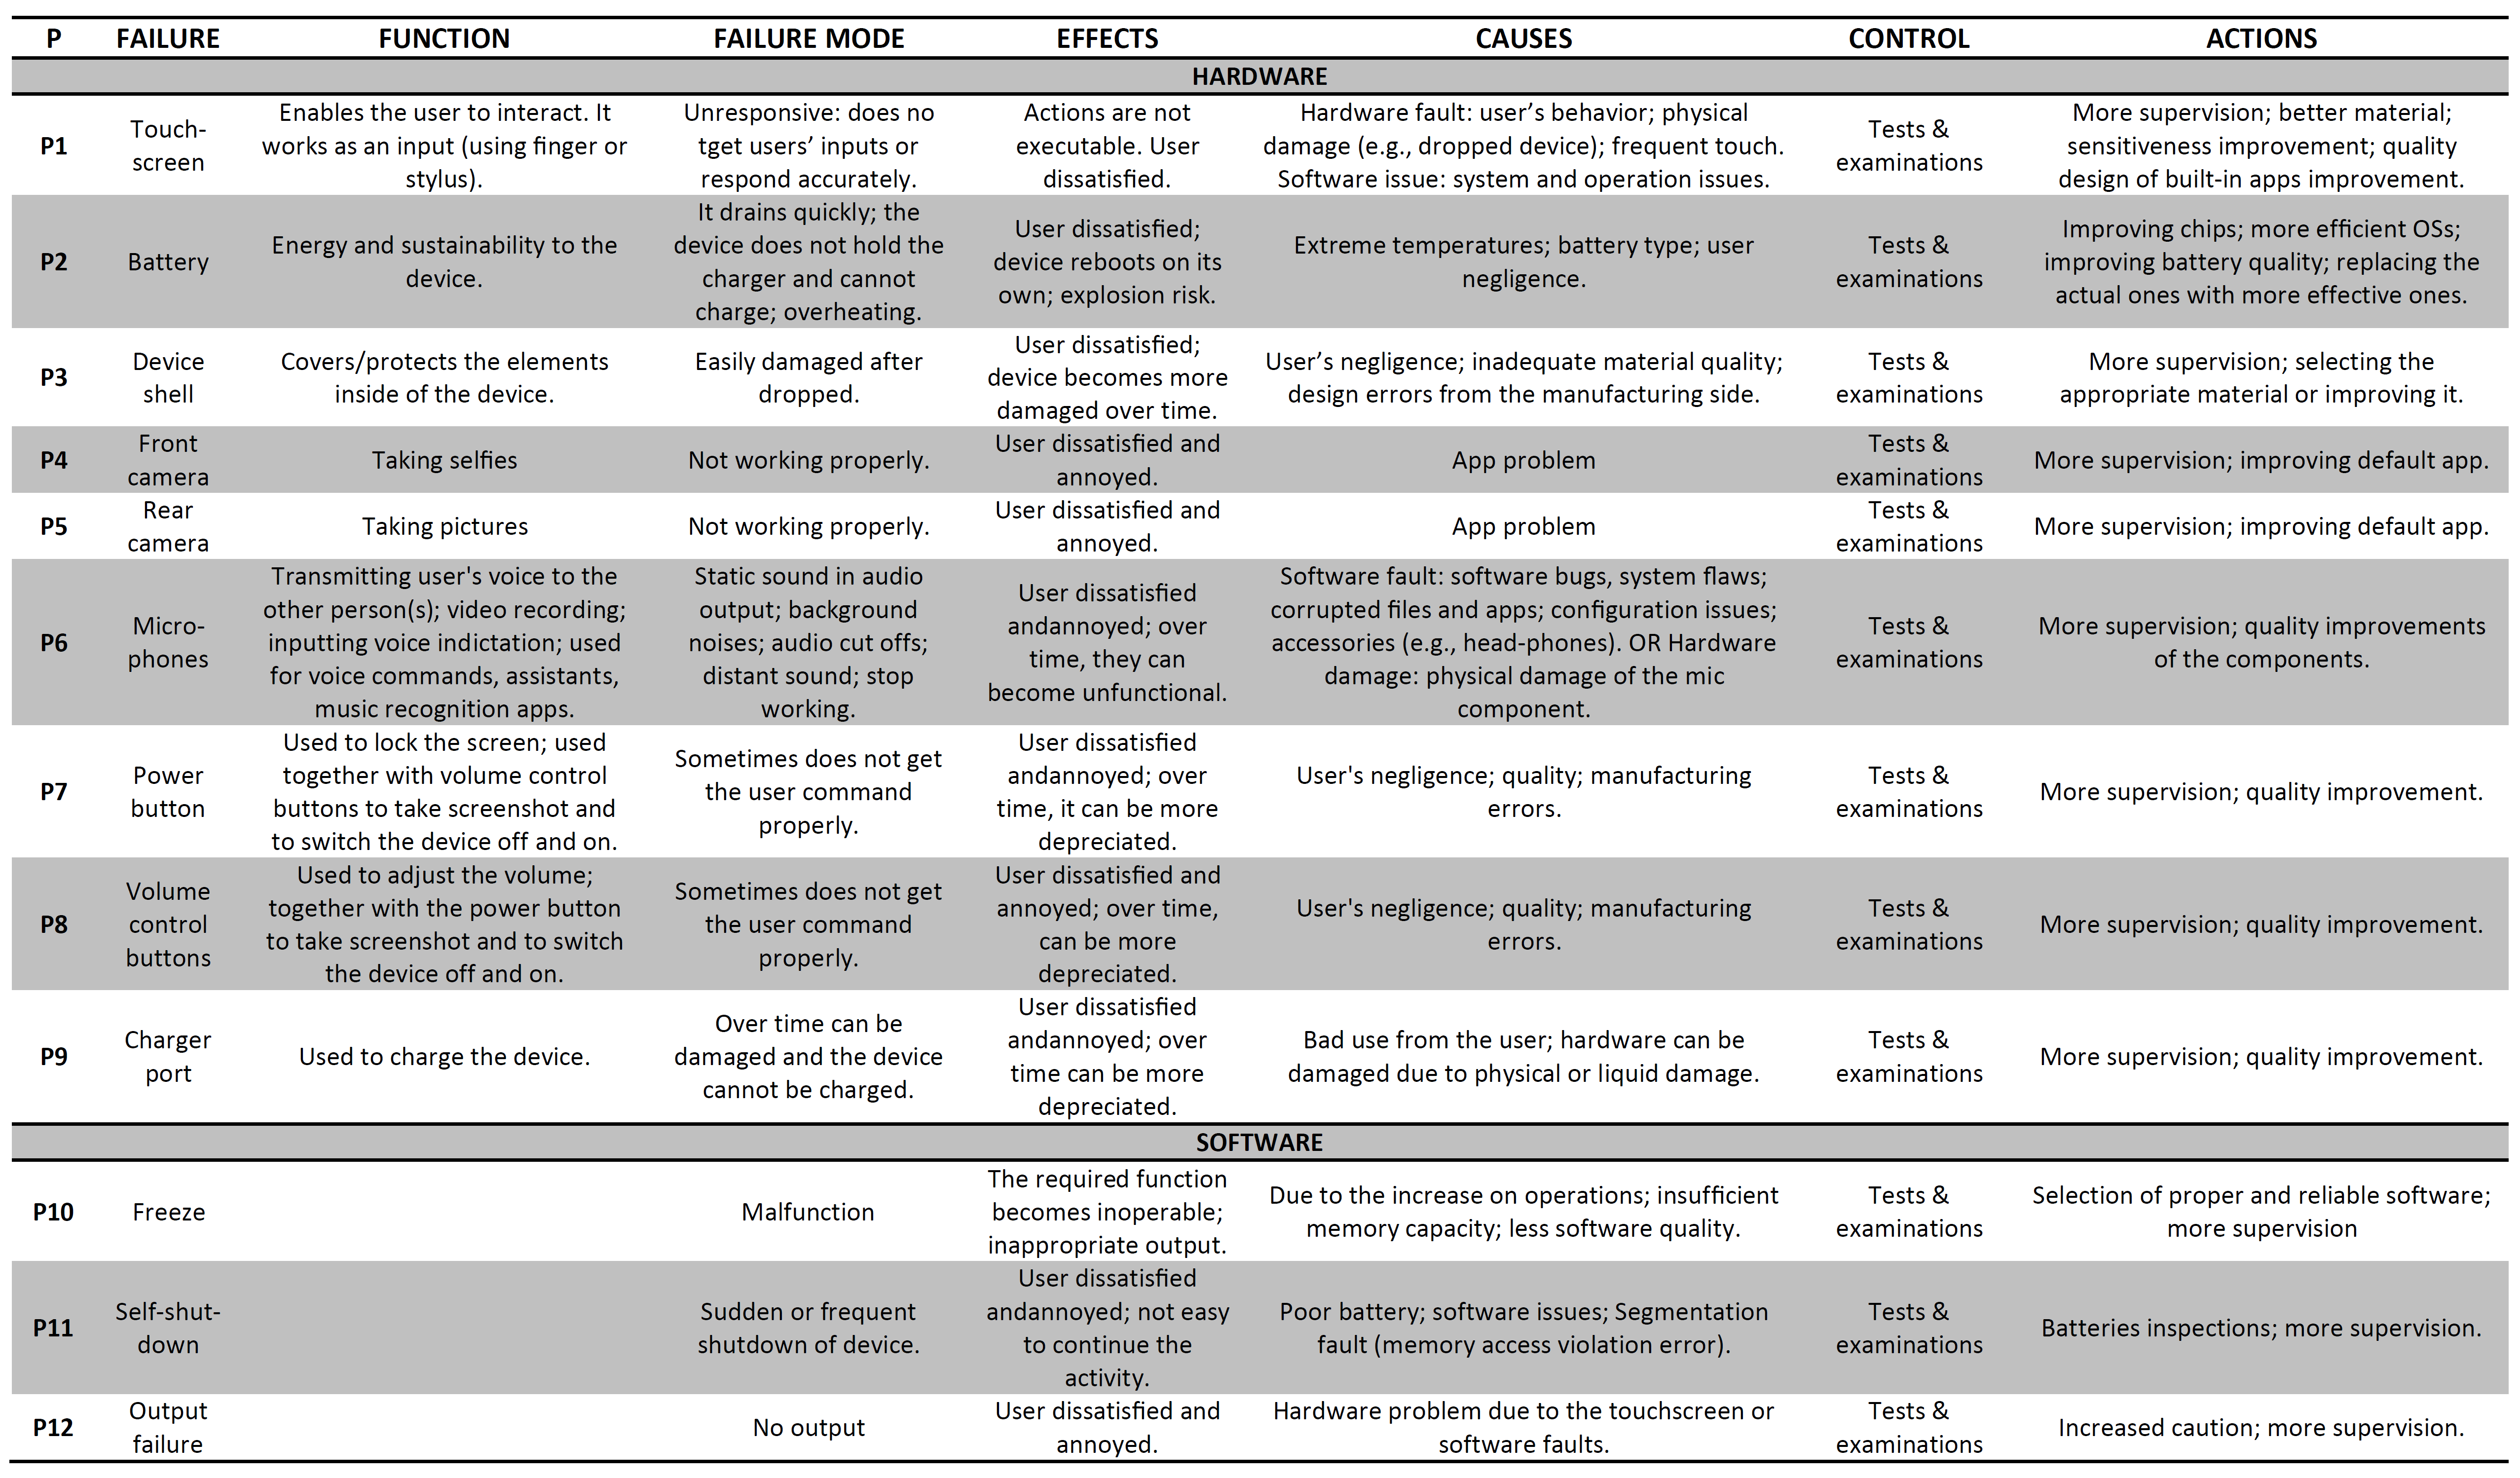 P FAILURE FUNCTION FAILURE MODE EFFECTS CAUSES CONTROL ACTIONS
HARDWARE
P1
Touch-
screen
Enables the user to interact. It
works as an input (using finger or
stylus).
Unresponsive: does no
tget users’ inputs or
respond accurately.
Actions are not
executable. User
dissatisfied.
Hardware fault: user’s behavior; physical
damage (e.g., dropped device); frequent touch.
Software issue: system and operation issues.
Tests &
examinations
More supervision; better material;
sensitiveness improvement; quality
design of built-in apps improvement.
P2
Battery
Energy and sustainability to the
device.
It drains quickly; the
device does not hold the
charger and cannot
charge; overheating.
User dissatisfied;
device reboots on its
own; explosion risk.
Extreme temperatures; battery type; user
negligence.
Tests &
examinations
Improving chips; more efficient OSs;
improving battery quality; replacing the
actual ones with more effective ones.
P3
Device
shell
Covers/protects the elements
inside of the device.
Easily damaged after
dropped.
User dissatisfied;
device becomes more
damaged over time.
User’s negligence; inadequate material quality;
design errors from the manufacturing side.
Tests &
examinations
More supervision; selecting the
appropriate material or improving it.
P4
Front
camera
Taking selfies
Not working properly.
User dissatisfied and
annoyed.
App problem
Tests &
examinations
More supervision; improving default app.
P5
Rear
camera
Taking pictures
Not working properly.
User dissatisfied and
annoyed.
App problem
Tests &
examinations
More supervision; improving default app.
P6
Micro-
phones
Transmitting user's voice to the
other person(s); video recording;
inputting voice indictation; used
for voice commands, assistants,
music recognition apps.
Static sound in audio
output; background
noises; audio cut offs;
distant sound; stop
working.
User dissatisfied
andannoyed; over
time, they can
become unfunctional.
Software fault: software bugs, system flaws;
corrupted files and apps; configuration issues;
accessories (e.g., head-phones). OR Hardware
damage: physical damage of the mic
component.
Tests &
examinations
More supervision; quality improvements
of the components.
P7
Power
button
Used to lock the screen; used
together with volume control
buttons to take screenshot and
to switch the device off and on.
Sometimes does not get
the user command
properly.
User dissatisfied
andannoyed; over
time, it can be more
depreciated.
User's negligence; quality; manufacturing
errors.
Tests &
examinations
More supervision; quality improvement.
P8
Volume
control
buttons
Used to adjust the volume;
together with the power button
to take screenshot and to switch
the device off and on.
Sometimes does not get
the user command
properly.
User dissatisfied and
annoyed; over time,
can be more
depreciated.
User's negligence; quality; manufacturing
errors.
Tests &
examinations
More supervision; quality improvement.
P9
Charger
port
Used to charge the device.
Over time can be
damaged and the device
cannot be charged.
User dissatisfied
andannoyed; over
time can be more
depreciated.
Bad use from the user; hardware can be
damaged due to physical or liquid damage.
Tests &
examinations
More supervision; quality improvement.
SOFTWARE
P10
Freeze
Malfunction
The required function
becomes inoperable;
inappropriate output.
Due to the increase on operations; insufficient
memory capacity; less software quality.
Tests &
examinations
Selection of proper and reliable software;
more supervision
P11
Self-shut-
down
Sudden or frequent
shutdown of device.
User dissatisfied
andannoyed; not easy
to continue the
activity.
Poor battery; software issues; Segmentation
fault (memory access violation error).
Tests &
examinations
Batteries inspections; more supervision.
P12
Output
failure
No output
User dissatisfied and
annoyed.
Hardware problem due to the touchscreen or
software faults.
Tests &
examinations
Increased caution; more supervision.